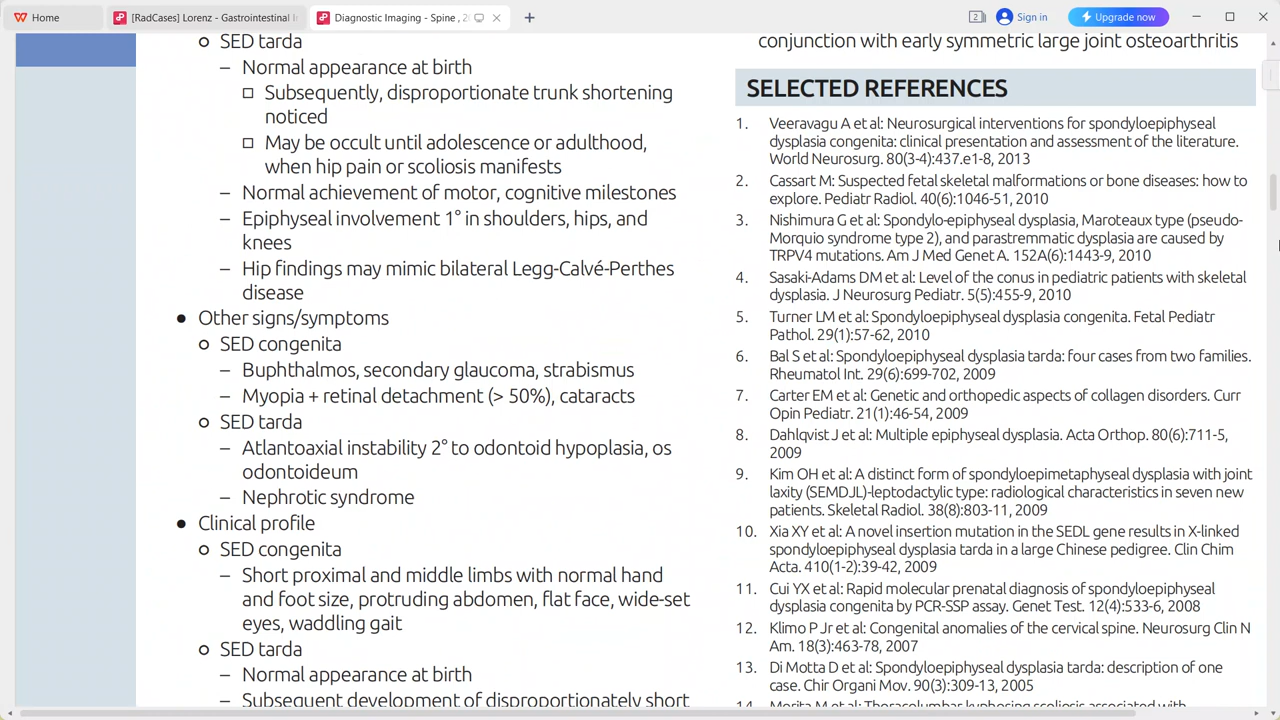 Home
[RadCases] Lorenz - Gastrointestinal I
Diagnostic Imaging - Spine , 2
2
Sign in
Upgrade now
SED tarda
– Normal appearance at birth
Subsequently, disproportionate trunk shortening
noticed
May be occult until adolescence or adulthood,
when hip pain or scoliosis manifests
– Normal achievement of motor, cognitive milestones
– Epiphyseal involvement 1° in shoulders, hips, and
knees
– Hip findings may mimic bilateral Legg-Calvé-Perthes
disease
● Other signs/symptoms
SED congenita
– Buphthalmos, secondary glaucoma, strabismus
– Myopia + retinal detachment (> 50%), cataracts
SED tarda
– Atlantoaxial instability 2° to odontoid hypoplasia, os
odontoideum
– Nephrotic syndrome
● Clinical profile
SED congenita
– Short proximal and middle limbs with normal hand
and foot size, protruding abdomen, flat face, wide-set
eyes, waddling gait
SED tarda
– Normal appearance at birth
– Subsequent development of disproportionately short
conjunction with early symmetric large joint osteoarthritis
SELECTED REFERENCES
1. Veeravagu A et al: Neurosurgical interventions for spondyloepiphyseal
dysplasia congenita: clinical presentation and assessment of the literature.
World Neurosurg. 80(3-4):437.e1-8, 2013
2. Cassart M: Suspected fetal skeletal malformations or bone diseases: how to
explore. Pediatr Radiol. 40(6):1046-51, 2010
3. Nishimura G et al: Spondylo-epiphyseal dysplasia, Maroteaux type (pseudo-
Morquio syndrome type 2), and parastremmatic dysplasia are caused by
TRPV4 mutations. Am J Med Genet A. 152A(6):1443-9, 2010
4. Sasaki-Adams DM et al: Level of the conus in pediatric patients with skeletal
dysplasia. J Neurosurg Pediatr. 5(5):455-9, 2010
5. Turner LM et al: Spondyloepiphyseal dysplasia congenita. Fetal Pediatr
Pathol. 29(1):57-62, 2010
6. Bal S et al: Spondyloepiphyseal dysplasia tarda: four cases from two families.
Rheumatol Int. 29(6):699-702, 2009
7. Carter EM et al: Genetic and orthopedic aspects of collagen disorders. Curr
Opin Pediatr. 21(1):46-54, 2009
8. Dahlqvist J et al: Multiple epiphyseal dysplasia. Acta Orthop. 80(6):711-5,
2009
9. Kim OH et al: A distinct form of spondyloepimetaphyseal dysplasia with joint
laxity (SEMDJL)-leptodactylic type: radiological characteristics in seven new
patients. Skeletal Radiol. 38(8):803-11, 2009
10. Xia XY et al: A novel insertion mutation in the SEDL gene results in X-linked
spondyloepiphyseal dysplasia tarda in a large Chinese pedigree. Clin Chim
Acta. 410(1-2):39-42, 2009
11. Cui YX et al: Rapid molecular prenatal diagnosis of spondyloepiphyseal
dysplasia congenita by PCR-SSP assay. Genet Test. 12(4):533-6, 2008
12. Klimo P Jr et al: Congenital anomalies of the cervical spine. Neurosurg Clin N
Am. 18(3):463-78, 2007
13. Di Motta D et al: Spondyloepiphyseal dysplasia tarda: description of one
case. Chir Organi Mov. 90(3):309-13, 2005
14. Morita M et al: Thoracolumbar kyphosing scoliosis associated with